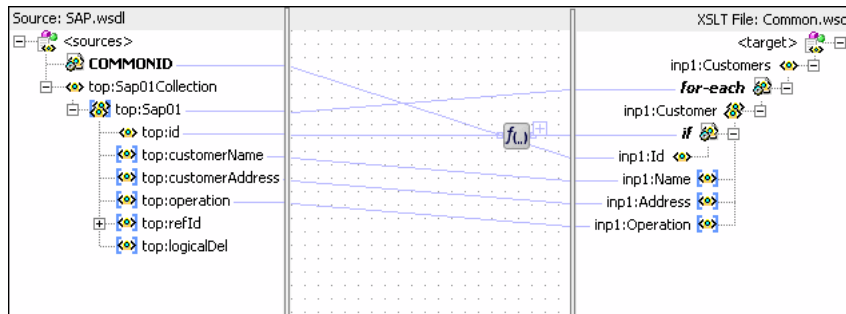 Source: SAP.wsdl
XSLT File: Common.wsd
<sources>
<target>
COMMONID
inp1:Customers
top:Sap01Collection
for-each
top:Sap01
inp1:Customer
top:id
f(..)
if
top:customerName
inp1:Id
top:customerAddress
inp1:Name
top:operation
inp1:Address
top:refId
inp1:Operation
top:logicalDel